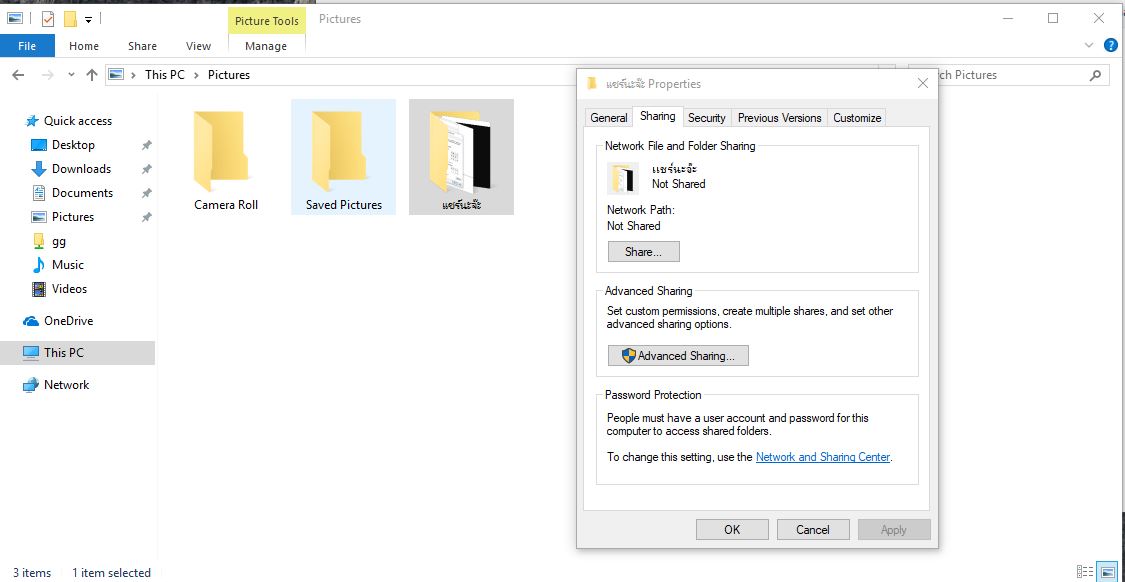 Picture Tools
Pictures
File
Home
Share
View
Manage
This PC
Pictures
ch Pictures
Quick access
Desktop
Downloads
Documents
Pictures
gg
Music
Videos
OneDrive
This PC
Network
Camera Roll
Saved Pictures
แชร์นะจ๊ะ
แชร์นะจ๊ะ Properties
General
Sharing
Security
Previous Versions
Customize
Network File and Folder Sharing
แชร์นะจ๊ะ
Not Shared
Network Path:
Not Shared
Share...
Advanced Sharing
Set custom permissions, create multiple shares, and set other
advanced sharing options.
Advanced Sharing...
Password Protection
People must have a user account and password for this
computer to access shared folders.
To change this setting, use the Network and Sharing Center.
OK
Cancel
Apply
3 items
1 item selected